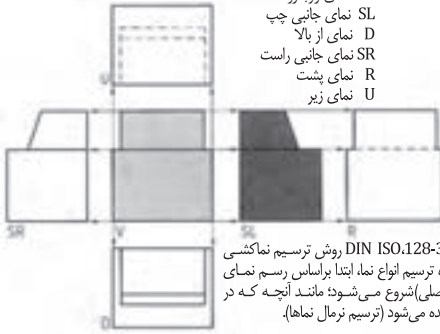 SL نمای جانبی چپ
D نمای از بالا
SR نمای جانبی راست
R نمای پشت
U نمای زیر
U
SR
V
SL
R
D
DIN ISO،128-3 روش ترسیم نماکشی
ترسیم انواع نما، ابتدا براساس رسم نمای
شروع می‌شود؛ مانند آنچه که در
می‌شود (ترسیم نرمال نماها).